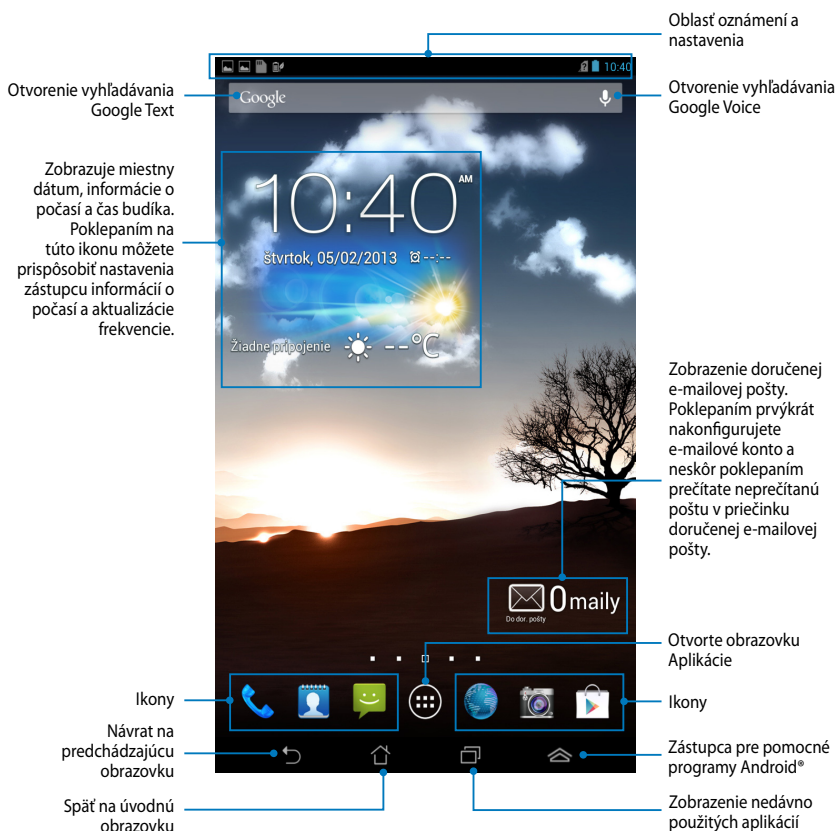 Oblasť oznámení a
nastavenia
10:40
Otvorenie vyhľadávania
Google Text
Google
Otvorenie vyhľadávania
Google Voice
Zobrazuje miestny
dátum, informácie o
počasí a čas budíka.
Poklepaním na
túto ikonu môžete
prispôsobiť nastavenia
zástupcu informácií o
počasí a aktualizácie
frekvencie.
10:40 AM
štvrtok, 05/02/2013 --:--
Žiadne pripojenie --°C
Zobrazenie doručenej
e-mailovej pošty.
Poklepaním prvýkrát
nakonfigurujete
e-mailové konto a
neskôr poklepaním
prečítate neprečítanú
poštu v priečinku
doručenej e-mailovej
pošty.
0 maily
Do dor. pošty
Otvorte obrazovku
Aplikácie
Ikony
Ikony
Návrat na
predchádzajúcu
obrazovku
Zástupca pre pomocné
programy Android®
Späť na úvodnú
obrazovku
Zobrazenie nedávno
použitých aplikácií